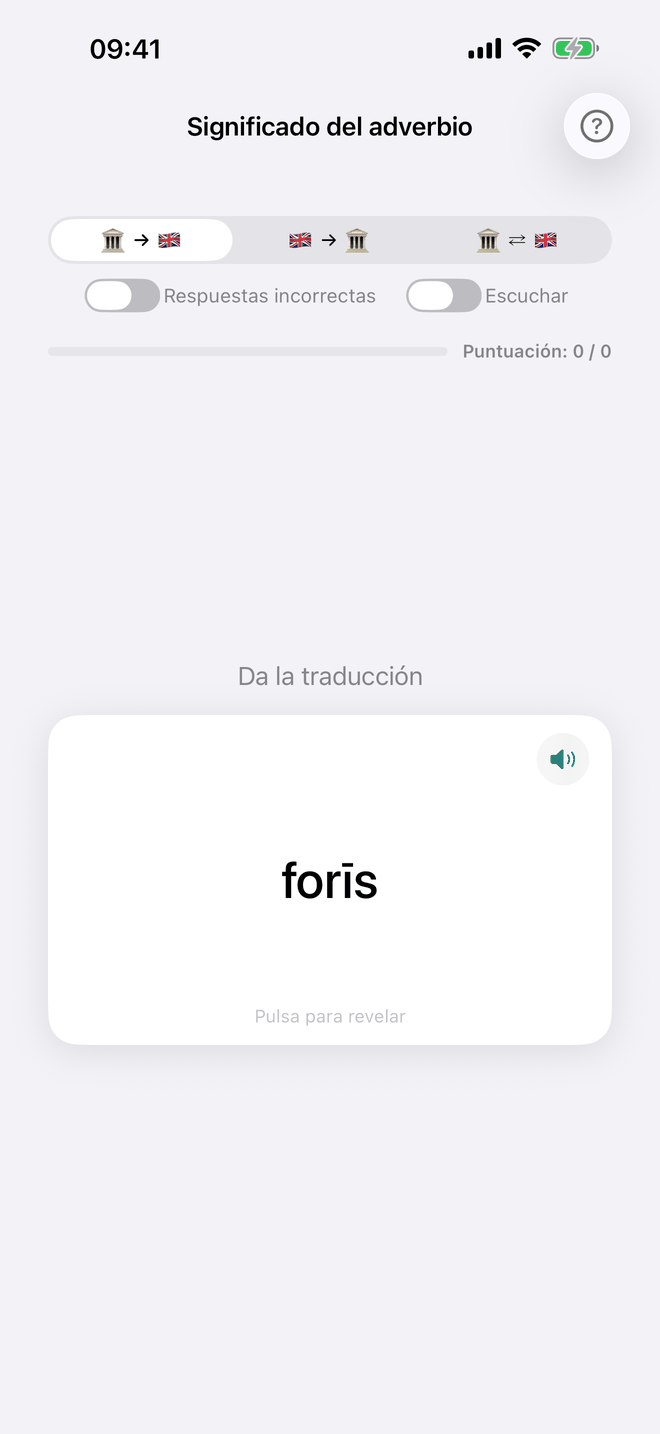 09:41
Significado del adverbio
🏛️ → 🇬🇧 🇬🇧 → 🏛️ 🏛️ ⇄ 🇬🇧
Respuestas incorrectas Escuchar
Puntuación: 0 / 0
Da la traducción
forīs
Pulsa para revelar